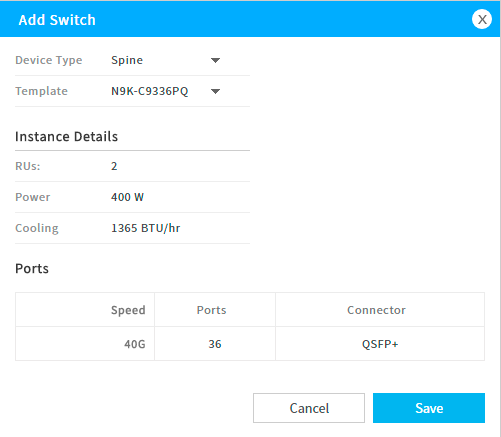 Add Switch X
Device Type Spine
Template N9K-C9336PQ
Instance Details
RUs: 2
Power 400 W
Cooling 1365 BTU/hr
Ports
Speed Ports Connector
40G 36 QSFP+
Cancel Save